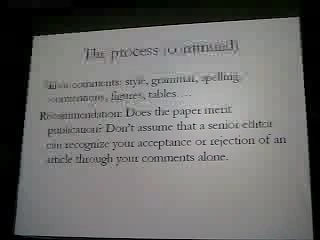 The process (continued)
comments: style, grammar, spelling,
conventions, figures, tables….
Recommendation: Does the paper merit
publication? Don't assume that a senior editor
can recognize your acceptance or rejection of an
article through your comments alone.